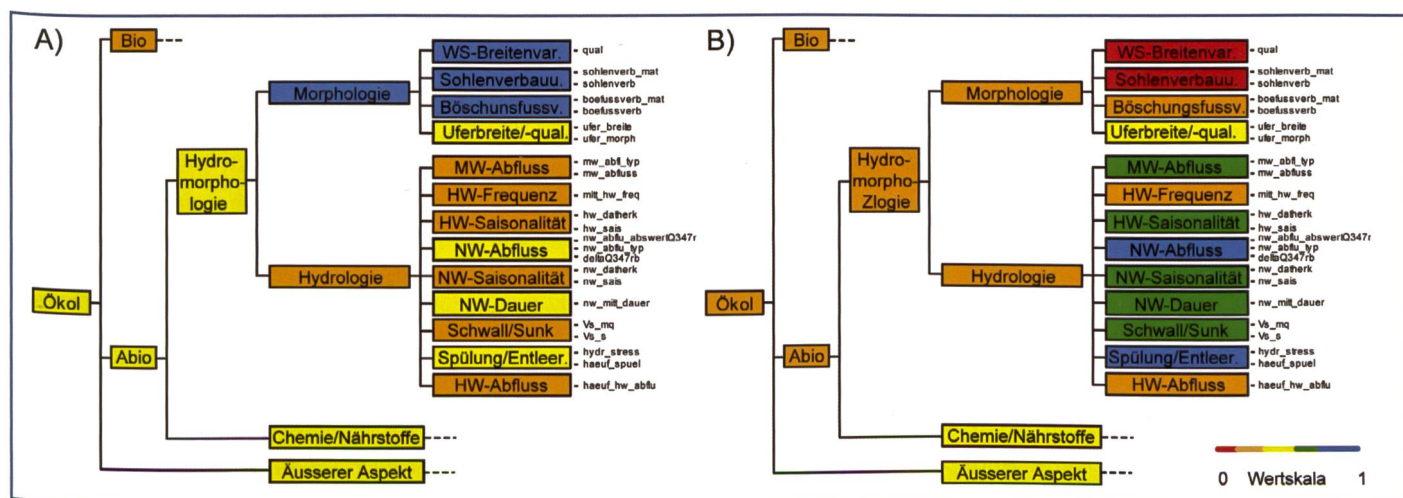 A)
Bio
Morphologie
WS-Breitenvar.
qual
Sohlenverbauu.
sohlenverb_mat
sohlenverb
Böschunsfussv.
boefussverb_mat
boefussverb
Uferbreite/-qual.
ufer_breite
ufer_morph
Hydro-
morpho-
logie
MW-Abfluss
mw_abfl_typ
mw_abfluss
HW-Frequenz
mitt_hw_freq
HW-Saisonalität
hw_datherk
hw_sais
NW-Abfluss
nw_abflu_abswertQ347r
nw_abflu_typ
deltaQ347rb
Hydrologie
NW-Saisonalität
nw_datherk
nw_sais
NW-Dauer
nw_mitt_dauer
Ökol
Schwall/Sunk
Vs_mq
Vs_s
Abio
Spülung/Entleer.
hydr_stress
haeuf_spuel
HW-Abfluss
haeuf_hw_abflu
Chemie/Nährstoffe
Äusserer Aspekt
B)
Bio
Morphologie
WS-Breitenvar.
qual
Sohlenverbauu.
sohlenverb_mat
sohlenverb
Böschungsfussv.
boefussverb_mat
boefussverb
Uferbreite/-qual.
ufer_breite
ufer_morph
Hydro-
morpho-
Zlogie
MW-Abfluss
mw_abfl_typ
mw_abfluss
HW-Frequenz
mitt_hw_freq
HW-Saisonalität
hw_datherk
hw_sais
NW-Abfluss
nw_abflu_abswertQ347r
nw_abflu_typ
deltaQ347rb
Hydrologie
NW-Saisonalität
nw_datherk
nw_sais
NW-Dauer
nw_mitt_dauer
Ökol
Schwall/Sunk
Vs_mq
Vs_s
Abio
Spülung/Entleer.
hydr_stress
haeuf_spuel
HW-Abfluss
haeuf_hw_abflu
Chemie/Nährstoffe
Äusserer Aspekt
0 Wertskala 1